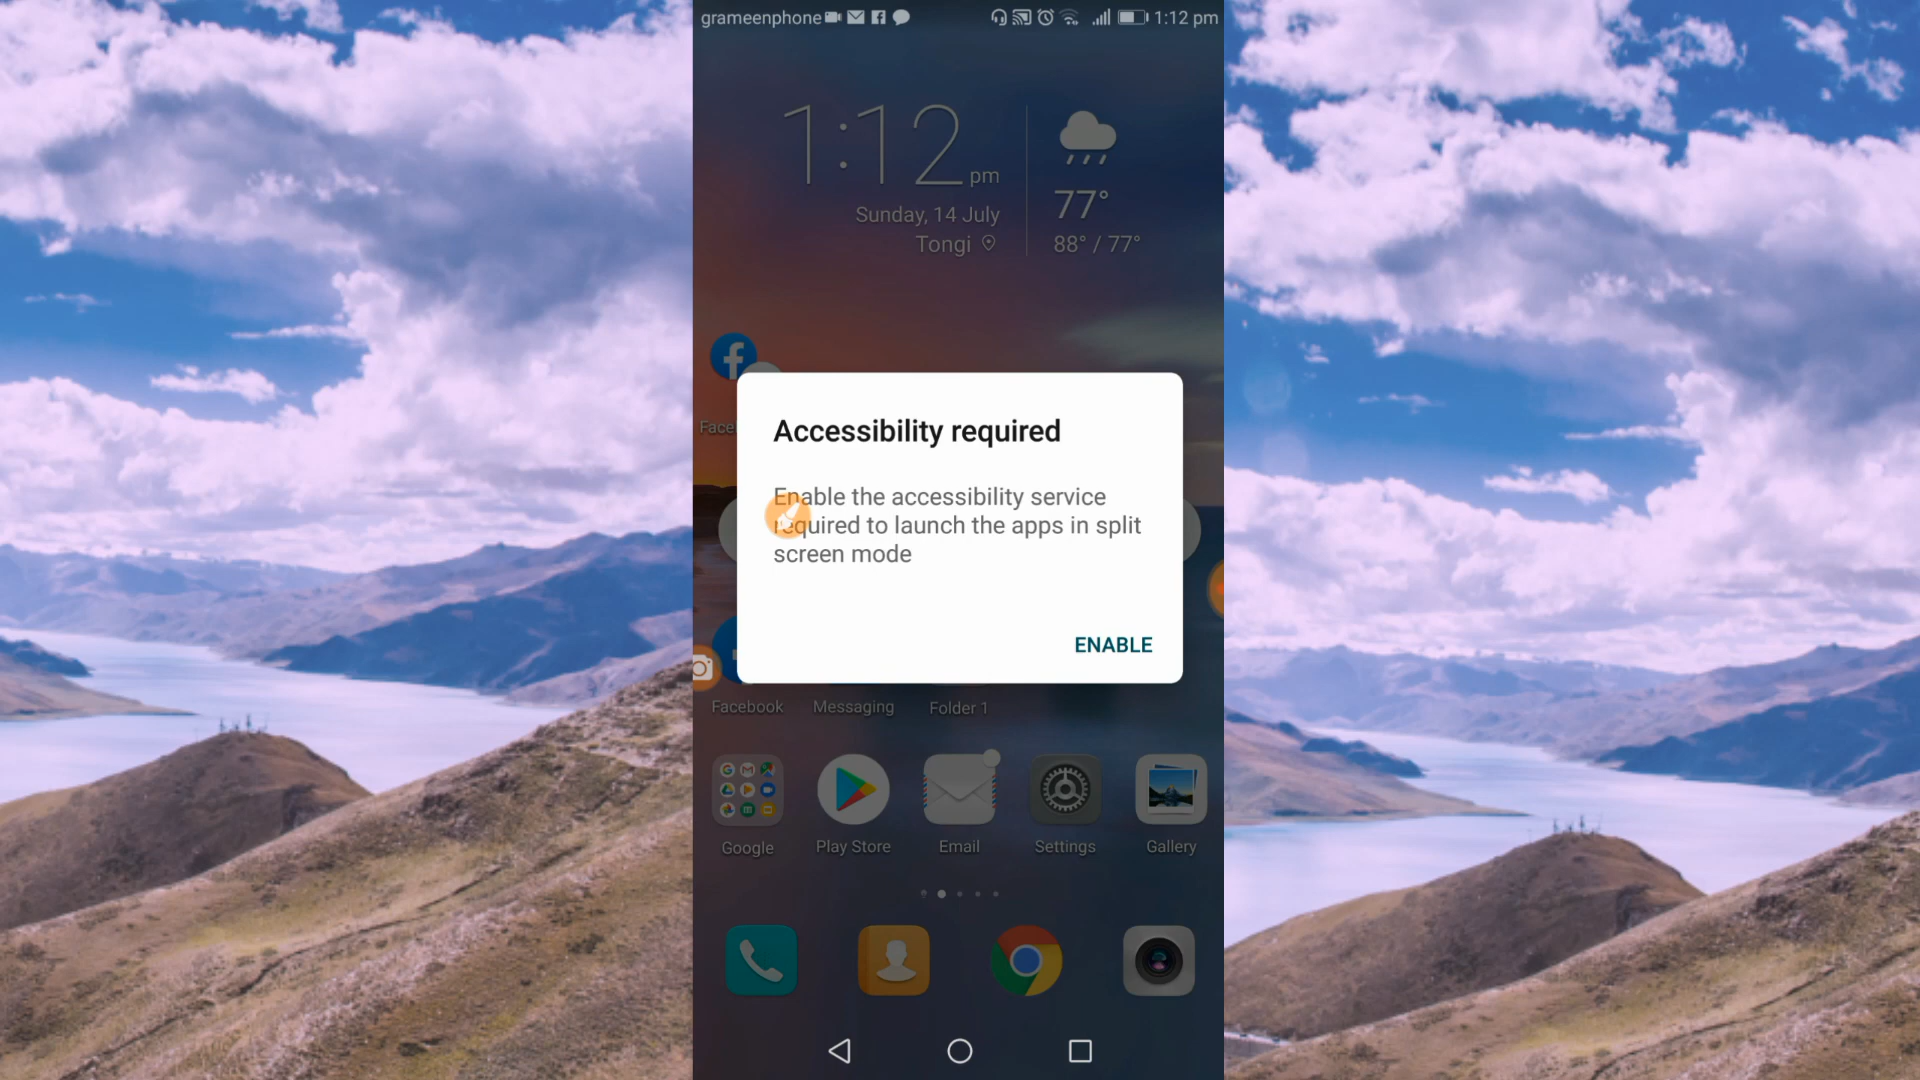 grameenphone
1:12 pm
1:12 pm
Sunday, 14 July
Tongi
77°
88° / 77°
Accessibility required
Enable the accessibility service
required to launch the apps in split
screen mode
ENABLE
Facebook
Messaging
Folder 1
Google
Play Store
Email
Settings
Gallery